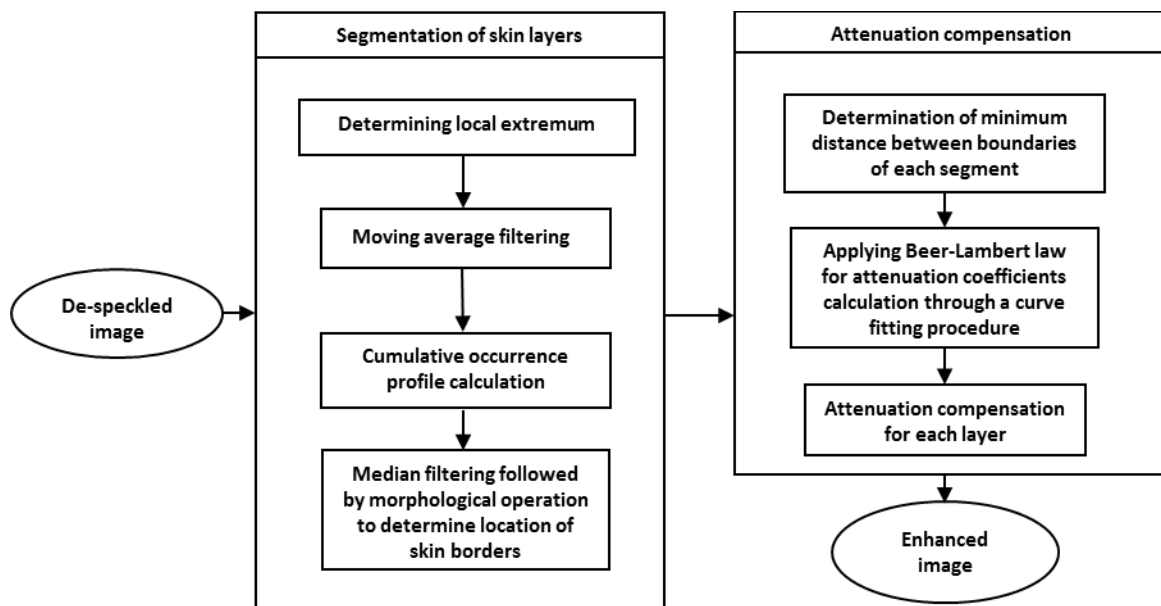 De-speckled
image
Segmentation of skin layers
Determining local extremum
Moving average filtering
Cumulative occurrence
profile calculation
Median filtering followed
by morphological operation
to determine location of
skin borders
Attenuation compensation
Determination of minimum
distance between boundaries
of each segment
Applying Beer-Lambert law
for attenuation coefficients
calculation through a curve
fitting procedure
Attenuation compensation
for each layer
Enhanced
image